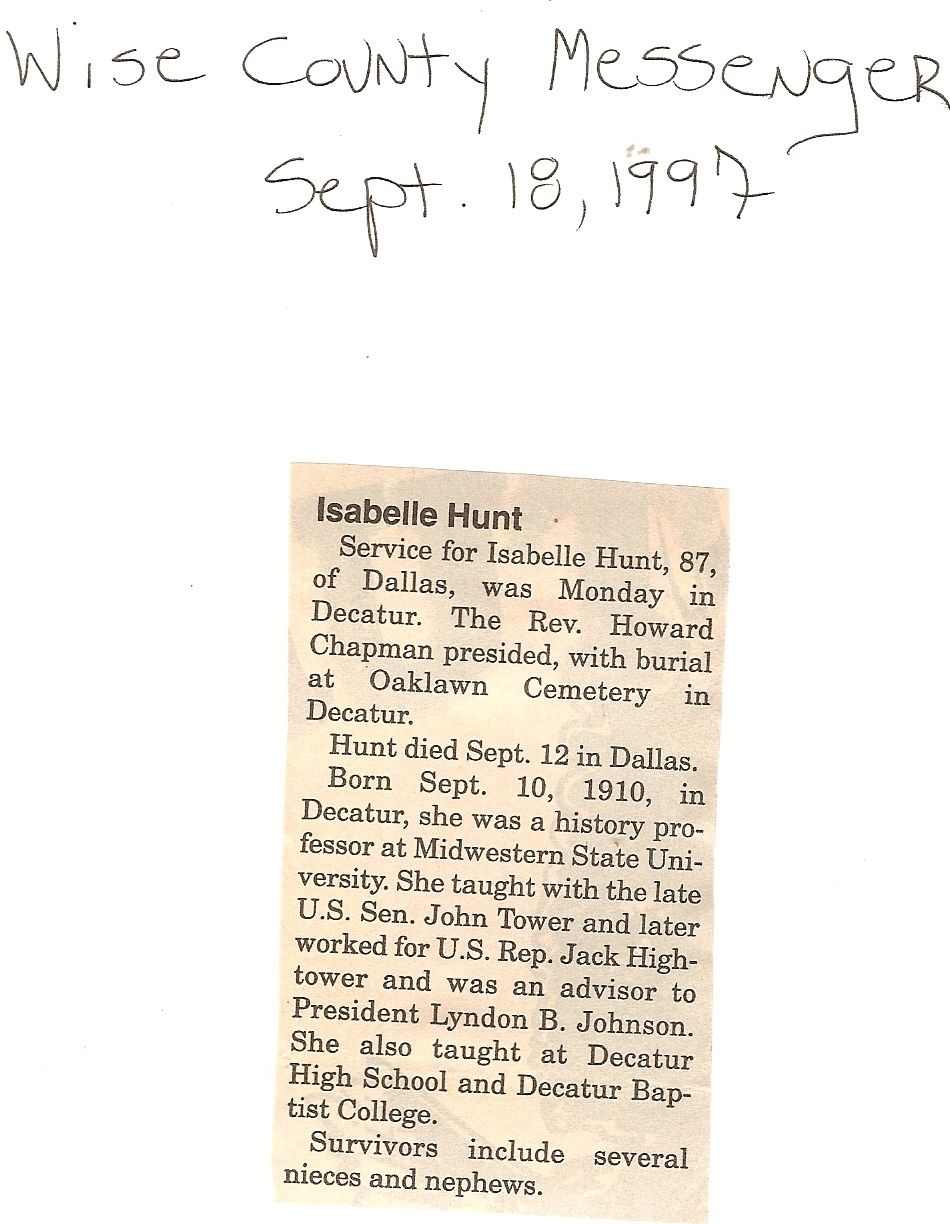 Wise County Messenger
Sept. 18, 1997
Isabelle Hunt
Service for Isabelle Hunt, 87,
of Dallas, was Monday in
Decatur. The Rev. Howard
Chapman presided, with burial
at Oaklawn Cemetery in
Decatur.
Hunt died Sept. 12 in Dallas.
Born Sept. 10, 1910, in
Decatur, she was a history pro-
fessor at Midwestern State Uni-
versity. She taught with the late
U.S. Sen. John Tower and later
worked for U.S. Rep. Jack High-
tower and was an advisor to
President Lyndon B. Johnson.
She also taught at Decatur
High School and Decatur Bap-
tist College.
Survivors include several
nieces and nephews.